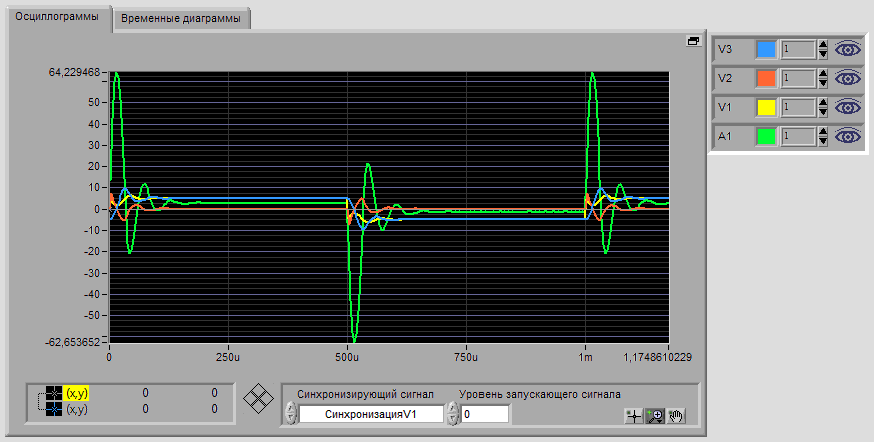 Осциллограммы Временные диаграммы
64,229468
50
40
30
20
10
0
-10
-20
-30
-40
-50
-62,653652
0 250u 500u 750u 1m 1,1748610229
V3 1
V2 1
V1 1
A1 1
(x,y) 0 0
(x,y) 0 0
Синхронизирующий сигнал Уровень запускающего сигнала
СинхронизацияV1 0